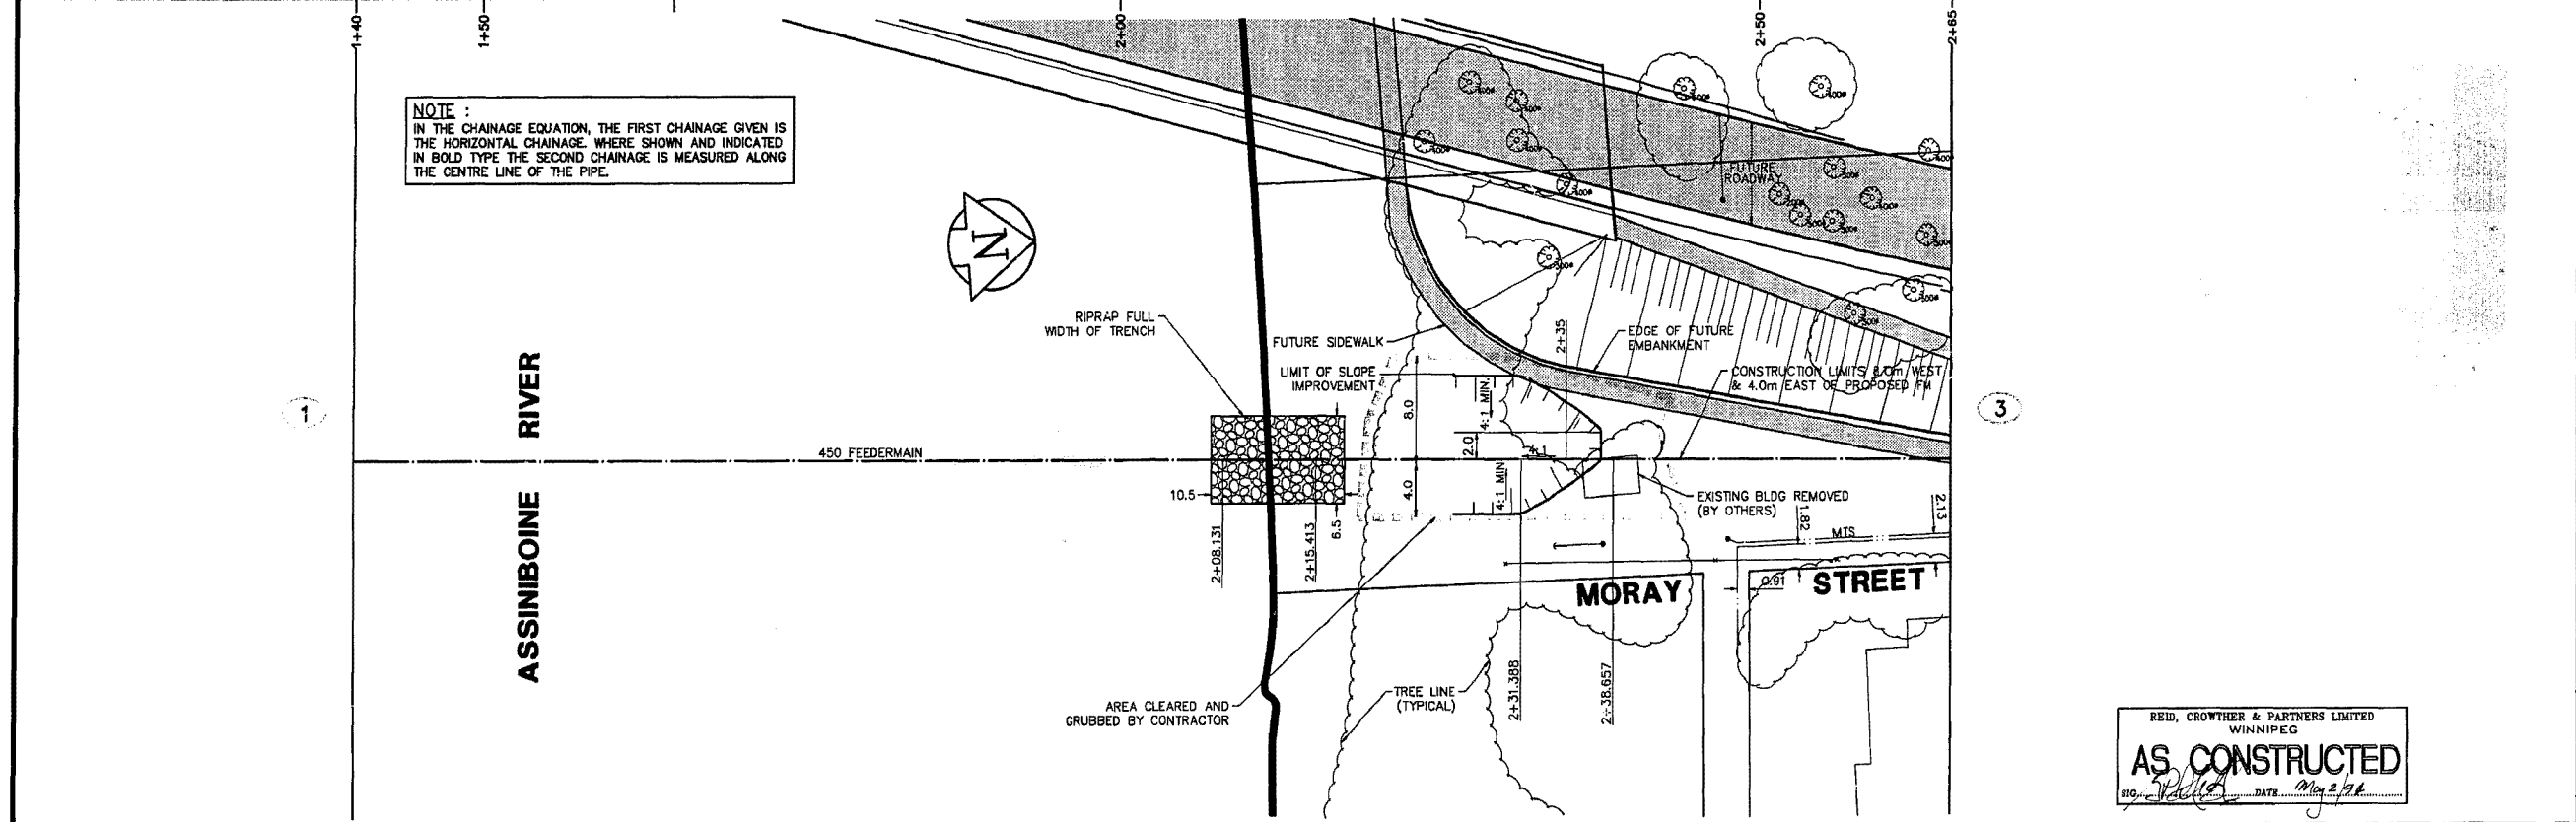 1+40
1+50
2+00
2+50
2+65
NOTE :
IN THE CHAINAGE EQUATION, THE FIRST CHAINAGE GIVEN IS
THE HORIZONTAL CHAINAGE. WHERE SHOWN AND INDICATED
IN BOLD TYPE THE SECOND CHAINAGE IS MEASURED ALONG
THE CENTRE LINE OF THE PIPE.
N
FUTURE
ROADWAY
RIPRAP FULL
WIDTH OF TRENCH
FUTURE SIDEWALK
2+35
EDGE OF FUTURE
EMBANKMENT
LIMIT OF SLOPE
IMPROVEMENT
CONSTRUCTION LIMITS 8.0m WEST
& 4.0m EAST OF PROPOSED FM
1
ASSINIBOINE RIVER
3
8.0
4:1 MIN.
2.0
4:1
450 FEEDERMAIN
10.5
4.0
4:1 MIN
6.5
EXISTING BLDG REMOVED
(BY OTHERS)
1.82
2.13
MTS
2+08.131
2+15.413
0.91
MORAY STREET
2+31.388
2+38.657
TREE LINE
(TYPICAL)
AREA CLEARED AND
GRUBBED BY CONTRACTOR
REID, CROWTHER & PARTNERS LIMITED
WINNIPEG
AS CONSTRUCTED
SIG. DATE May 2/94